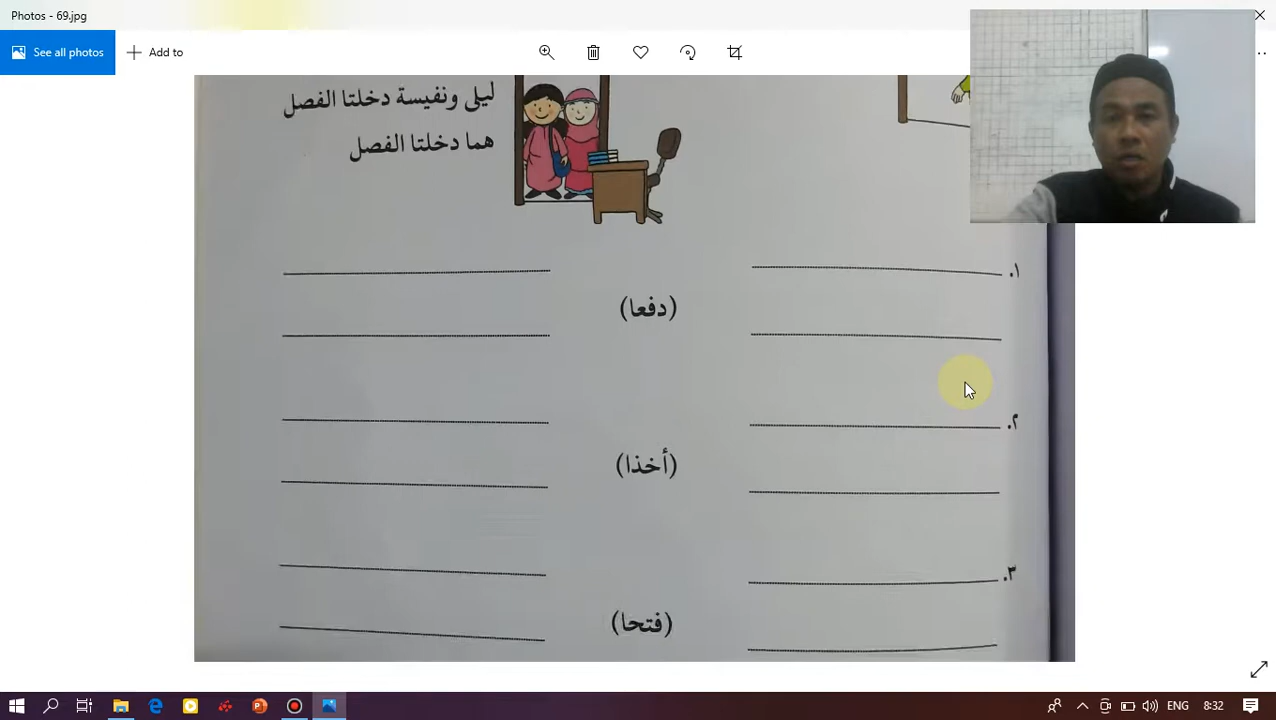 Photos - 69.jpg
See all photos
Add to
ليلى ونفيسة دخلتا الفصل
هما دخلتا الفصل
١.
(دفعا)
٢.
(أخذا)
٣.
(فتحا)
ENG
8:32